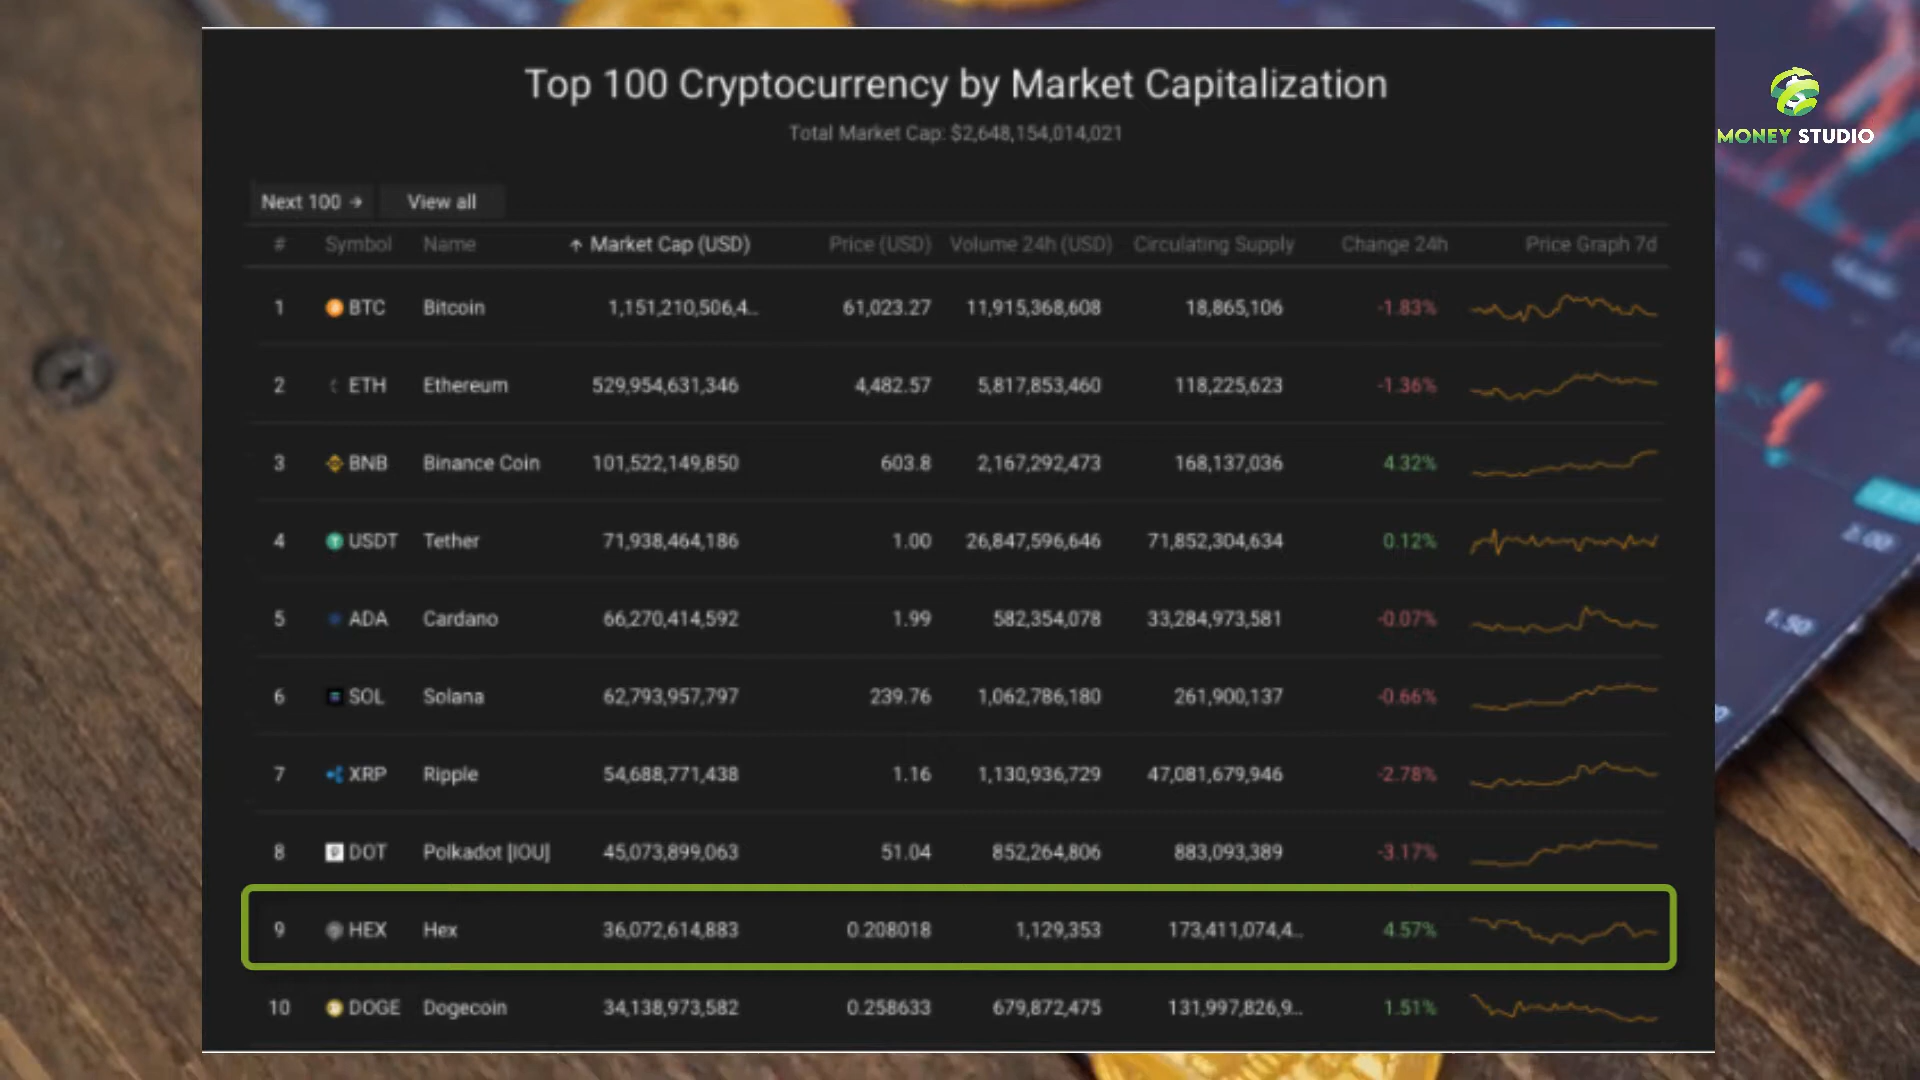 Top 100 Cryptocurrency by Market Capitalization
Total Market Cap: $2,648,154,014,021
MONEY STUDIO
Next 100 → View all
# Symbol Name ↑ Market Cap (USD) Price (USD) Volume 24h (USD) Circulating Supply Change 24h Price Graph 7d
1 BTC Bitcoin 1,151,210,506,4... 61,023.27 11,915,368,608 18,865,106 -1.83%
2 ETH Ethereum 529,954,631,346 4,482.57 5,817,853,460 118,225,623 -1.36%
3 BNB Binance Coin 101,522,149,850 603.8 2,167,292,473 168,137,036 4.32%
4 USDT Tether 71,938,464,186 1.00 26,847,596,646 71,852,304,634 0.12%
5 ADA Cardano 66,270,414,592 1.99 582,354,078 33,284,973,581 -0.07%
6 SOL Solana 62,793,957,797 239.76 1,062,786,180 261,900,137 -0.66%
7 XRP Ripple 54,688,771,438 1.16 1,130,936,729 47,081,679,946 -2.78%
8 DOT Polkadot [IOU] 45,073,899,063 51.04 852,264,806 883,093,389 -3.17%
9 HEX Hex 36,072,614,883 0.208018 1,129,353 173,411,074,4... 4.57%
10 DOGE Dogecoin 34,138,973,582 0.258633 679,872,475 131,997,826,9... 1.51%
2.00
1.50